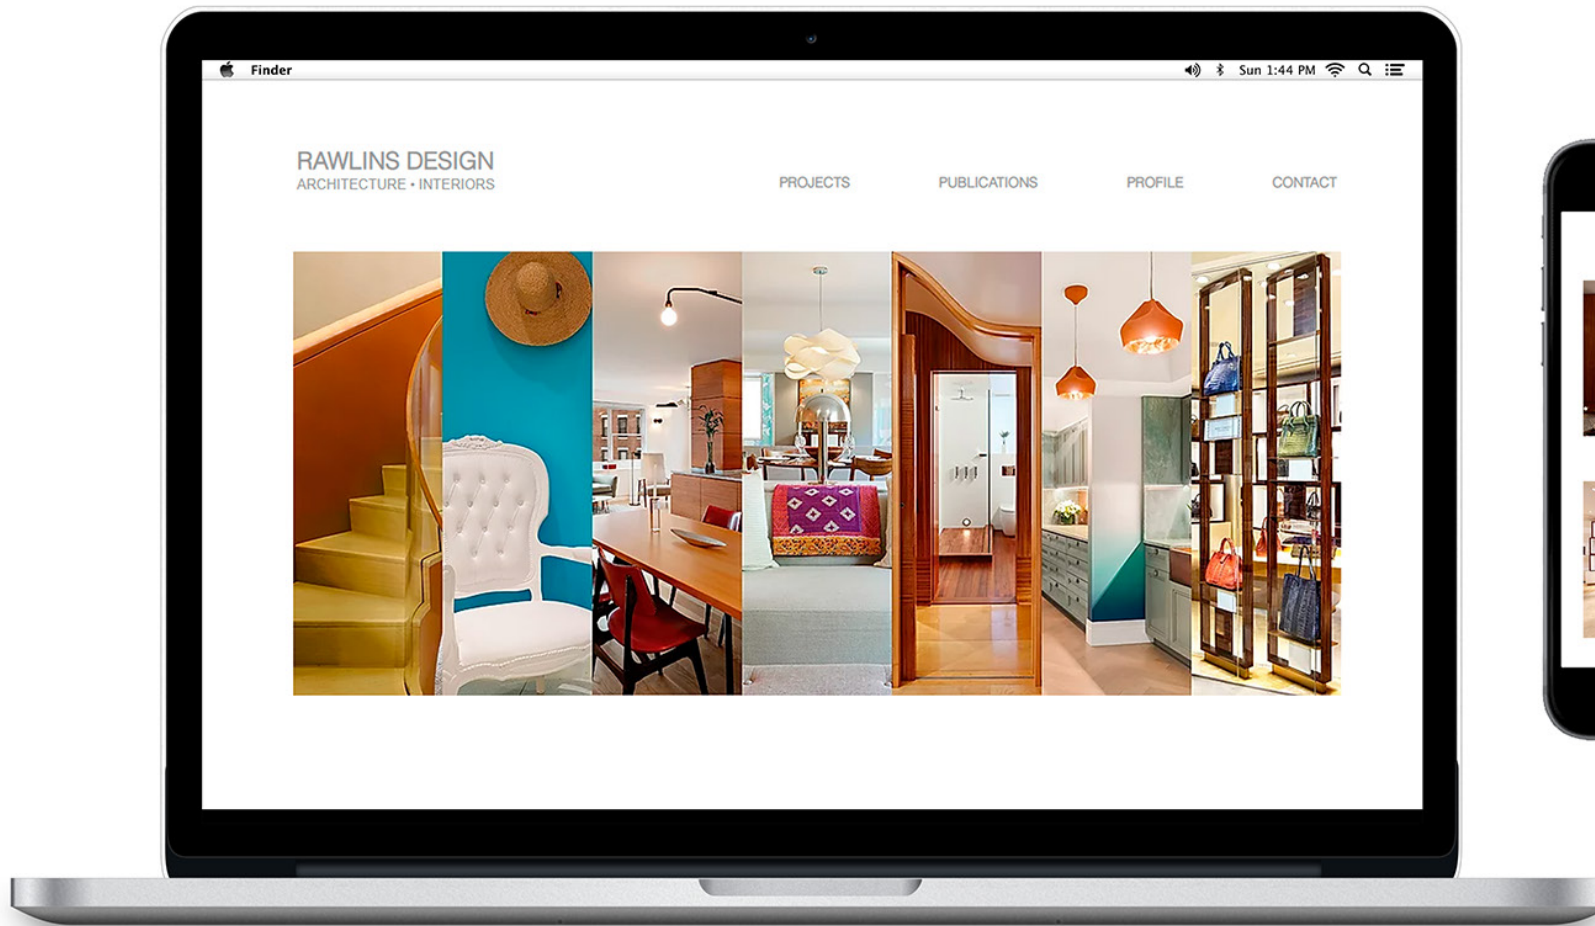 Finder
Sun 1:44 PM
RAWLINS DESIGN
ARCHITECTURE • INTERIORS
PROJECTS
PUBLICATIONS
PROFILE
CONTACT